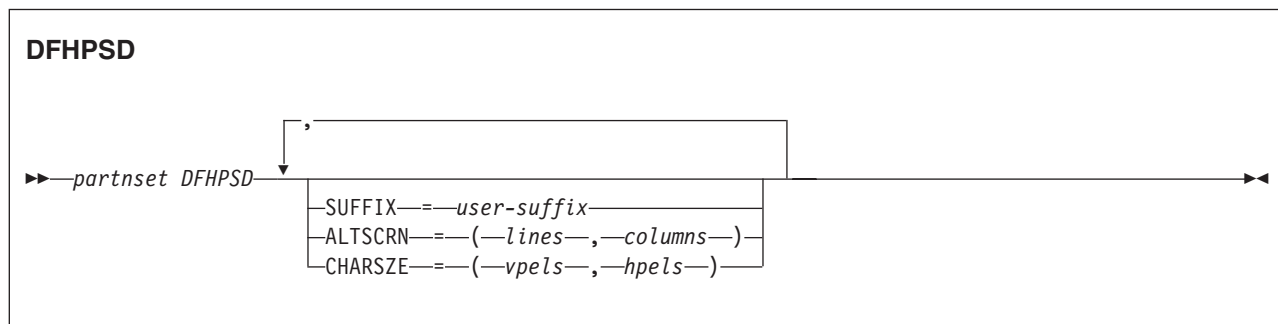 DFHPSD
,
partnset DFHPSD
SUFFIX = user-suffix
ALTSCRN = ( lines , columns )
CHARSZE = ( vpels , hpels )